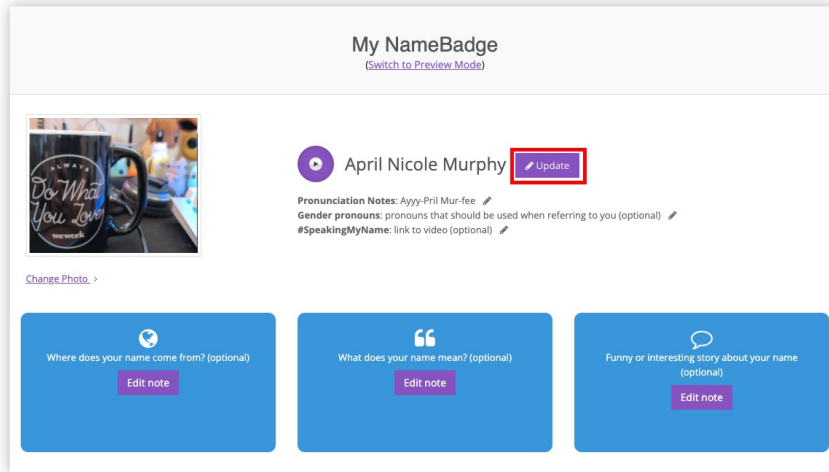 My NameBadge
(Switch to Preview Mode)
ALWAYS
Do What
You Love
wework
April Nicole Murphy
Update
Pronunciation Notes: Ayyy-Pril Mur-fee
Gender pronouns: pronouns that should be used when referring to you (optional)
#SpeakingMyName: link to video (optional)
Change Photo >
Where does your name come from? (optional)
Edit note
What does your name mean? (optional)
Edit note
Funny or interesting story about your name
(optional)
Edit note